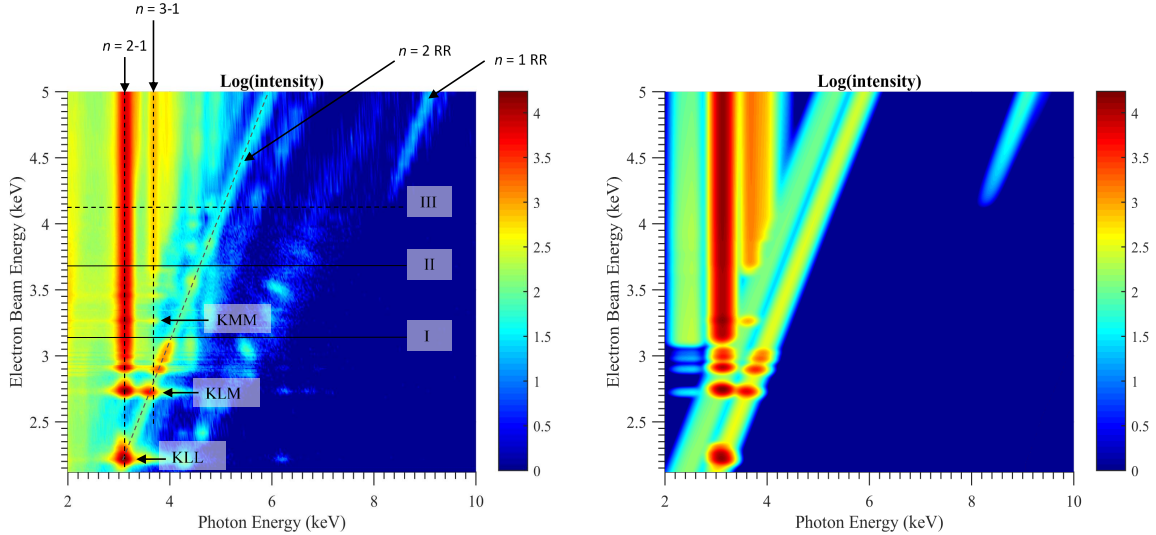 n = 3-1
n = 2-1
n = 2 RR
n = 1 RR
Log(intensity)
5
4.5
4
3.5
3
2.5
Electron Beam Energy (keV)
III
II
KMM
I
KLM
KLL
2
4
6
8
10
Photon Energy (keV)
4
3.5
3
2.5
2
1.5
1
0.5
0
Log(intensity)
5
4.5
4
3.5
3
2.5
Electron Beam Energy (keV)
2
4
6
8
10
Photon Energy (keV)
4
3.5
3
2.5
2
1.5
1
0.5
0